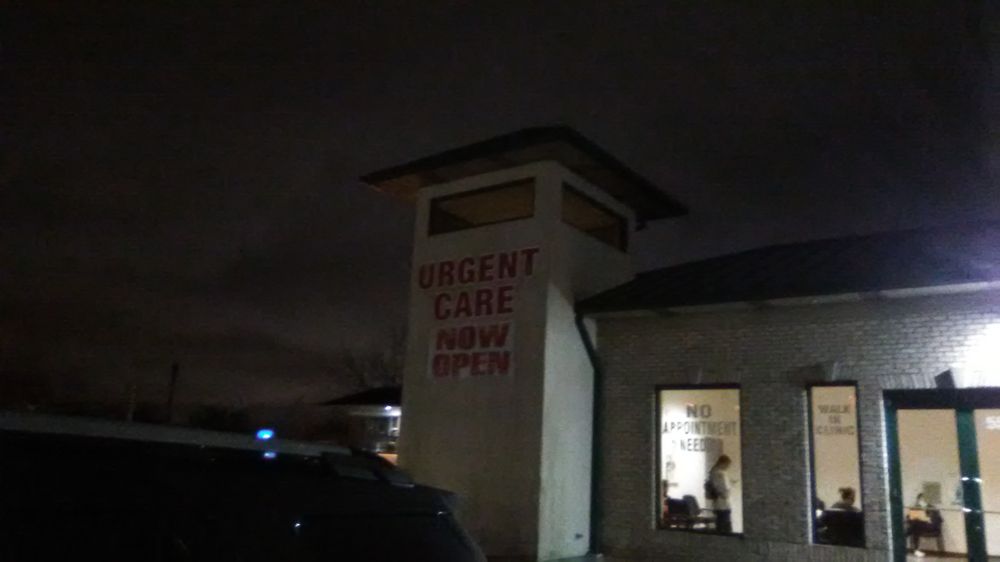 URGENT
CARE
NOW
OPEN
NO
APPOINTMENT
NEEDED
WALK
IN
CLINIC